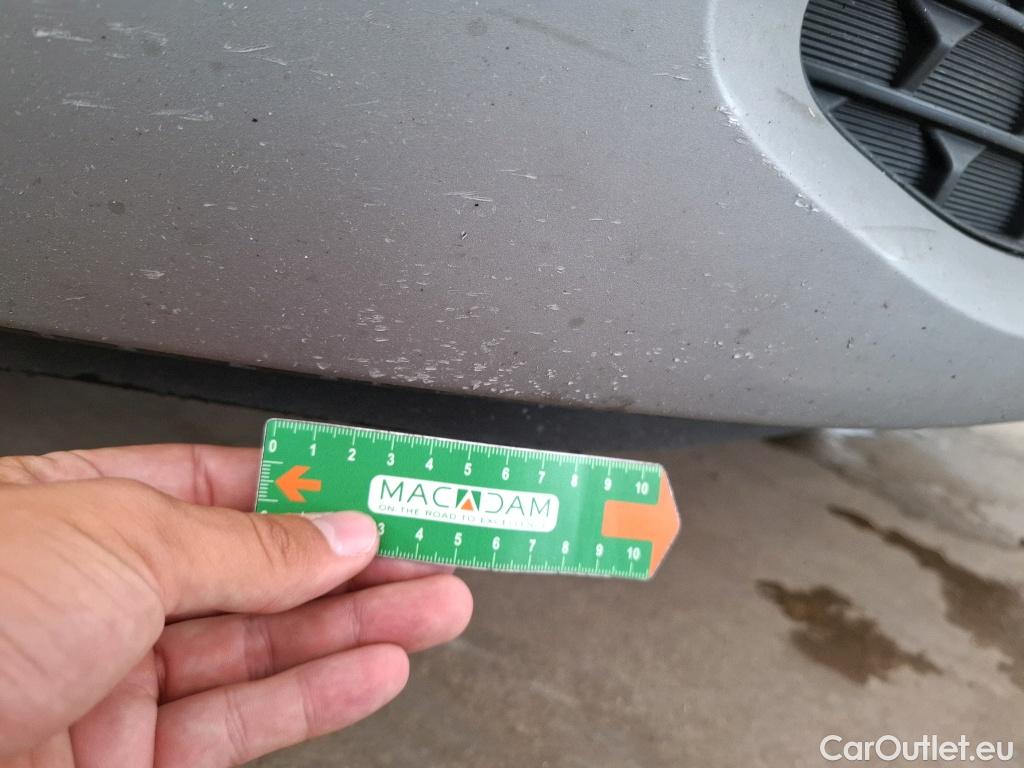 0 1 2 3 4 5 6 7 8 9 10
MACADAM
ON THE ROAD TO EXCELLENCE
3 4 5 6 7 8 9 10
CarOutlet.eu